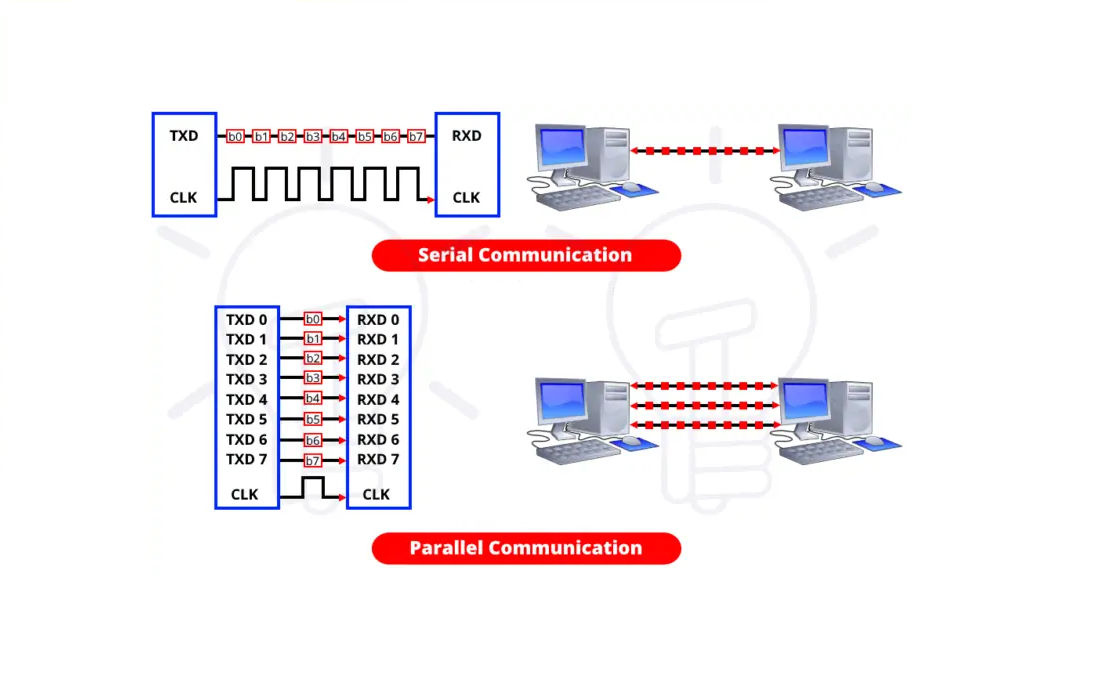 TXD b0 b1 b2 b3 b4 b5 b6 b7 RXD
CLK CLK
Serial Communication
TXD 0 b0 RXD 0
TXD 1 b1 RXD 1
TXD 2 b2 RXD 2
TXD 3 b3 RXD 3
TXD 4 b4 RXD 4
TXD 5 b5 RXD 5
TXD 6 b6 RXD 6
TXD 7 b7 RXD 7
CLK CLK
Parallel Communication